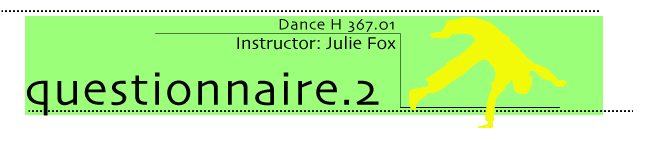 Dance H 367.01
Instructor: Julie Fox
questionnaire.2